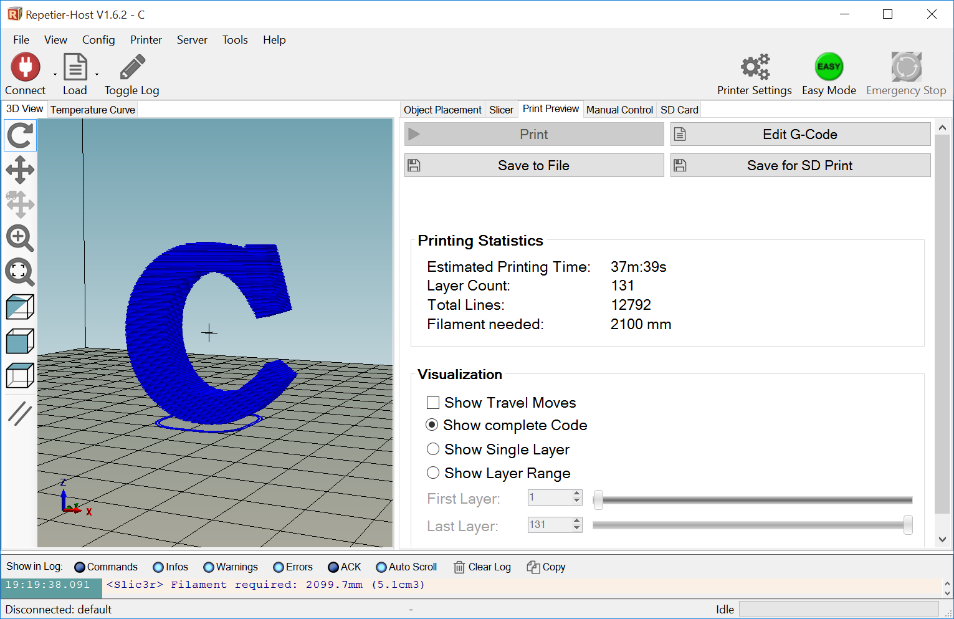 Repetier-Host V1.6.2 - C
File View Config Printer Server Tools Help
Connect Load Toggle Log Printer Settings EASY Easy Mode Emergency Stop
3D View Temperature Curve
Object Placement Slicer Print Preview Manual Control SD Card
Print Edit G-Code
Save to File Save for SD Print
Printing Statistics
Estimated Printing Time: 37m:39s
Layer Count: 131
Total Lines: 12792
Filament needed: 2100 mm
Visualization
Show Travel Moves
Show complete Code
Show Single Layer
Show Layer Range
First Layer: 1
Last Layer: 131
C
Z
Y
X
Show in Log: Commands Infos Warnings Errors ACK Auto Scroll Clear Log Copy
19:19:38.091 <Slic3r> Filament required: 2099.7mm (5.1cm3)
Disconnected: default - Idle